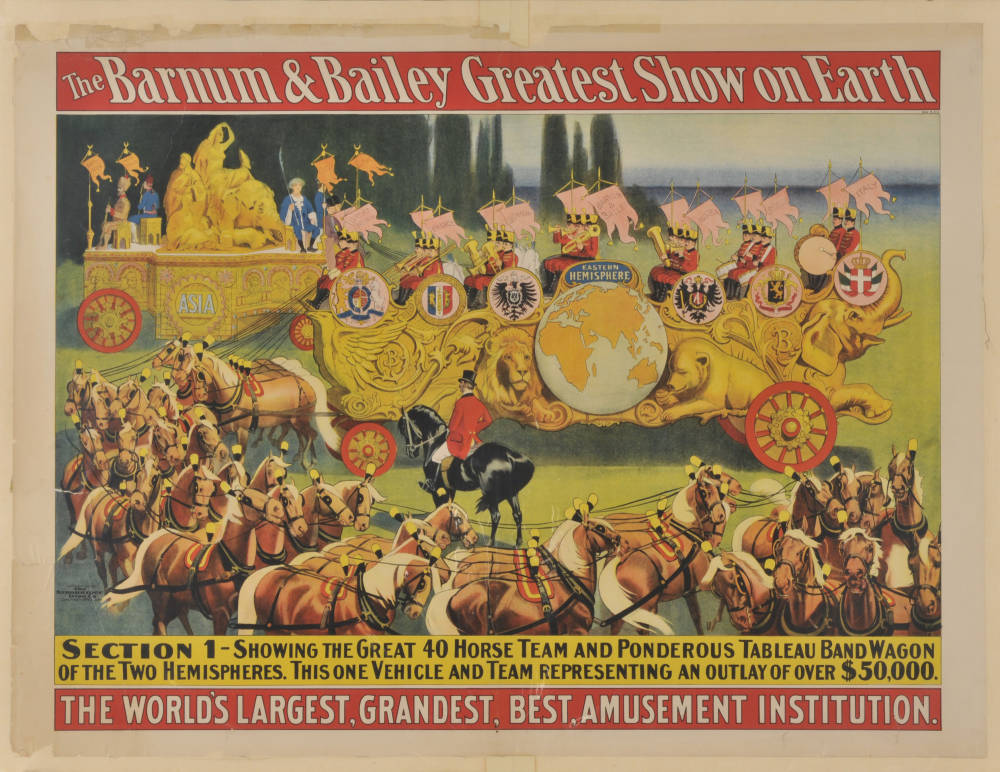 The Barnum & Bailey Greatest Show on Earth
EASTERN
HEMISPHERE
ITALY
ASIA
SECTION 1 - SHOWING THE GREAT 40 HORSE TEAM AND PONDEROUS TABLEAU BAND WAGON
OF THE TWO HEMISPHERES. THIS ONE VEHICLE AND TEAM REPRESENTING AN OUTLAY OF OVER $50,000.
THE WORLD'S LARGEST, GRANDEST, BEST, AMUSEMENT INSTITUTION.